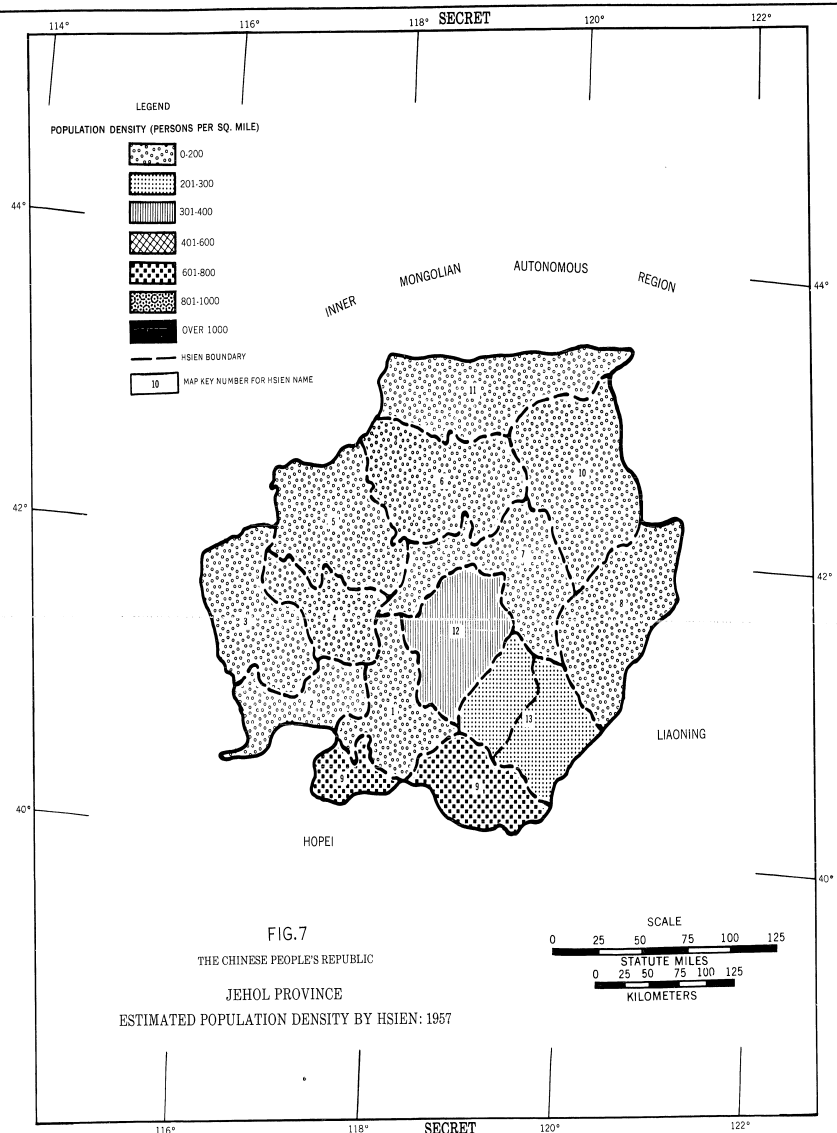 SECRET
114°
116°
118°
120°
122°
LEGEND
POPULATION DENSITY (PERSONS PER SQ. MILE)
0-200
201-300
301-400
401-600
601-800
801-1000
OVER 1000
HSIEN BOUNDARY
10 MAP KEY NUMBER FOR HSIEN NAME
44°
44°
INNER MONGOLIAN AUTONOMOUS REGION
11
10
6
5
7
8
4
3
12
2
1
13
9
9
42°
42°
LIAONING
40°
40°
HOPEI
FIG.7
THE CHINESE PEOPLE'S REPUBLIC
JEHOL PROVINCE
ESTIMATED POPULATION DENSITY BY HSIEN: 1957
SCALE
0 25 50 75 100 125
STATUTE MILES
0 25 50 75 100 125
KILOMETERS
116°
118°
120°
122°
SECRET